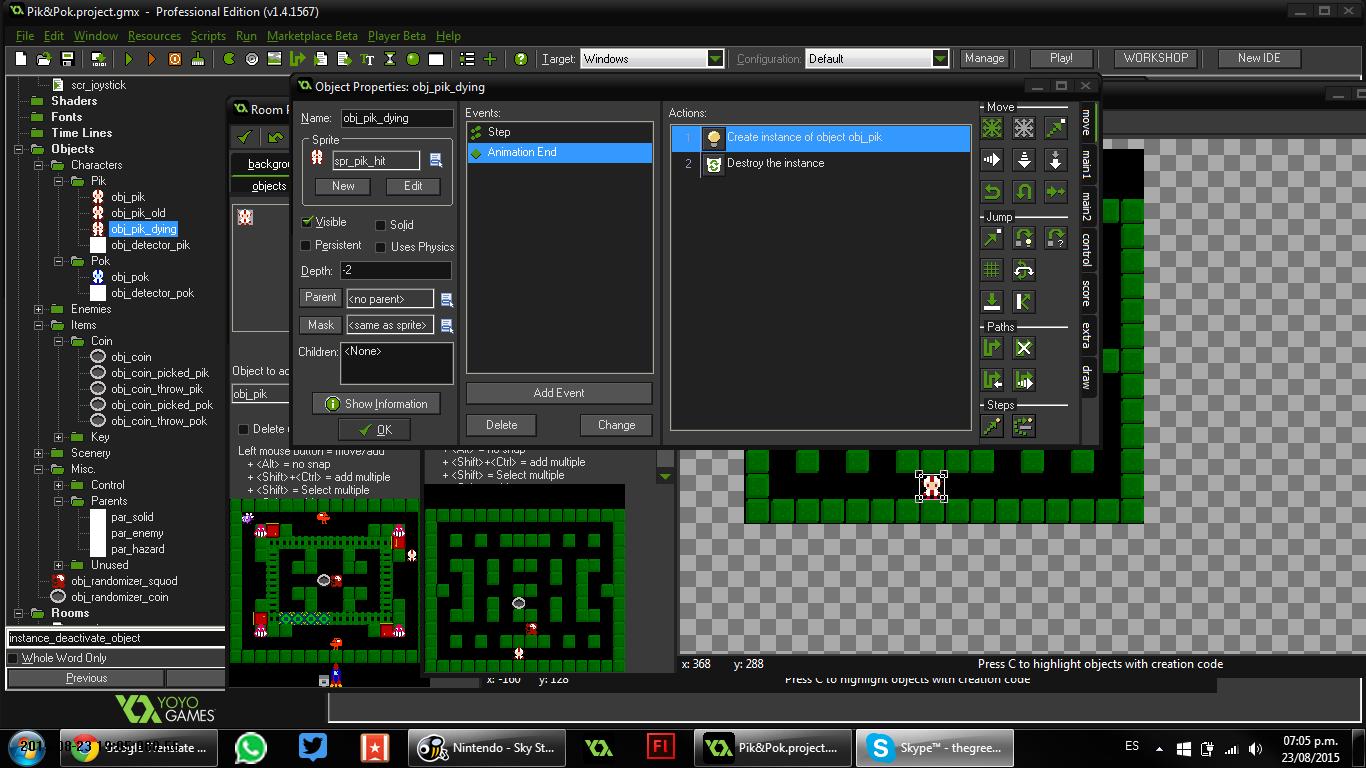 Pik&Pok.project.gmx - Professional Edition (v1.4.1567)
File Edit Window Resources Scripts Run Marketplace Beta Player Beta Help
Target: Windows Configuration: Default Manage Play! WORKSHOP New IDE
scr_joystick
Shaders
Fonts
Time Lines
Objects
Characters
Pik
obj_pik
obj_pik_old
obj_pik_dying
obj_detector_pik
Pok
obj_pok
obj_detector_pok
Enemies
Items
Coin
obj_coin
obj_coin_picked_pik
obj_coin_throw_pik
obj_coin_picked_pok
obj_coin_throw_pok
Key
Scenery
Misc.
Control
Parents
par_solid
par_enemy
par_hazard
Unused
obj_randomizer_squod
obj_randomizer_coin
Rooms
instance_deactivate_object
Whole Word Only
Previous
YOYO
GAMES
Room P
backgrou
objects
Object to ad
obj_pik
Delete u
Left mouse button = move/add
+ <Alt> = no snap
+ <Shift>+<Ctrl> = add multiple
+ <Shift> = Select multiple
Object Properties: obj_pik_dying
Name: obj_pik_dying
Sprite
spr_pik_hit
New Edit
Visible Solid
Persistent Uses Physics
Depth: -2
Parent <no parent>
Mask <same as sprite>
Children: <None>
Show Information
OK
Events:
Step
Animation End
Add Event
Delete Change
Actions:
1 Create instance of object obj_pik
2 Destroy the instance
Move
Jump
Paths
Steps
move
main1
main2
control
score
extra
draw
+ <Alt> = no snap
+ <Shift>+<Ctrl> = add multiple
+ <Shift> = Select multiple
x: 368 y: 288 Press C to highlight objects with creation code
x: -160 y: 128 Press C to highlight objects with creation code
Nintendo - Sky St...
Pik&Pok.project....
Skype™ - thegree...
ES
07:05 p.m.
23/08/2015